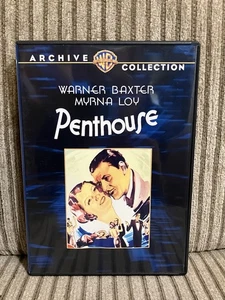 ARCHIVE WB COLLECTION
WARNER BAXTER
MYRNA LOY
Penthouse